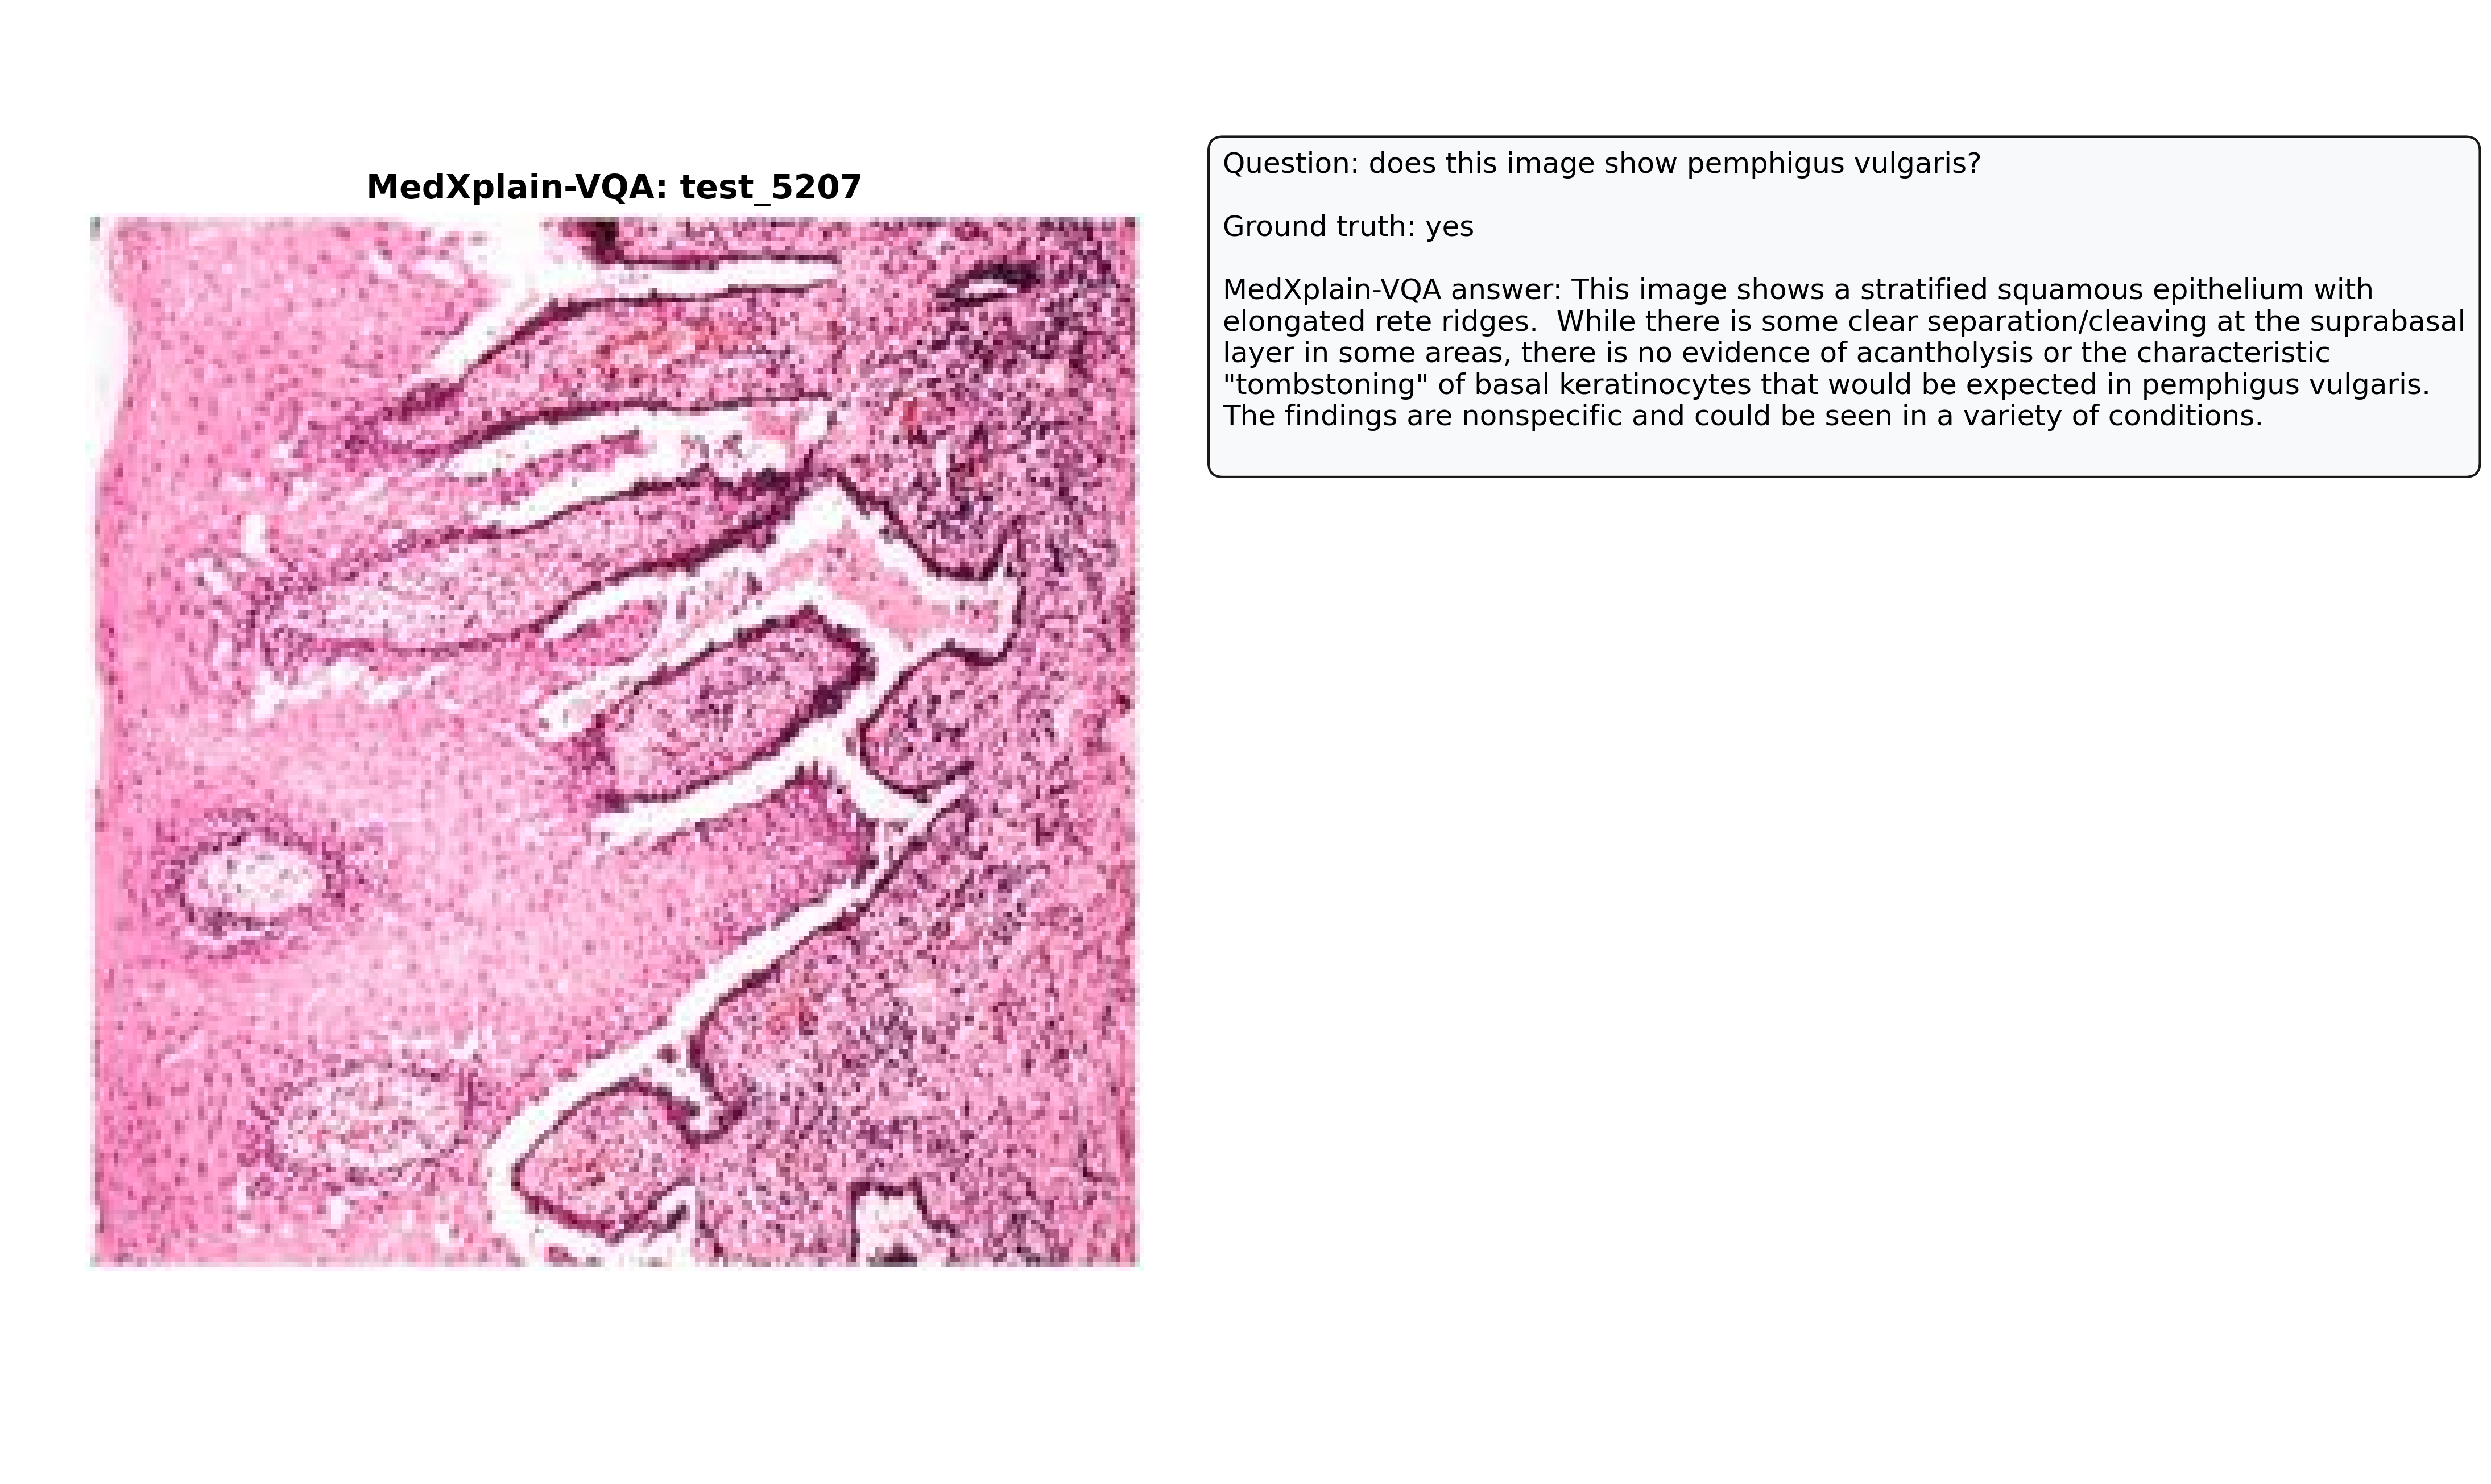 MedXplain-VQA: test_5207
Question: does this image show pemphigus vulgaris?
Ground truth: yes
MedXplain-VQA answer: This image shows a stratified squamous epithelium with
elongated rete ridges.  While there is some clear separation/cleaving at the suprabasal
layer in some areas, there is no evidence of acantholysis or the characteristic
"tombstoning" of basal keratinocytes that would be expected in pemphigus vulgaris.
The findings are nonspecific and could be seen in a variety of conditions.